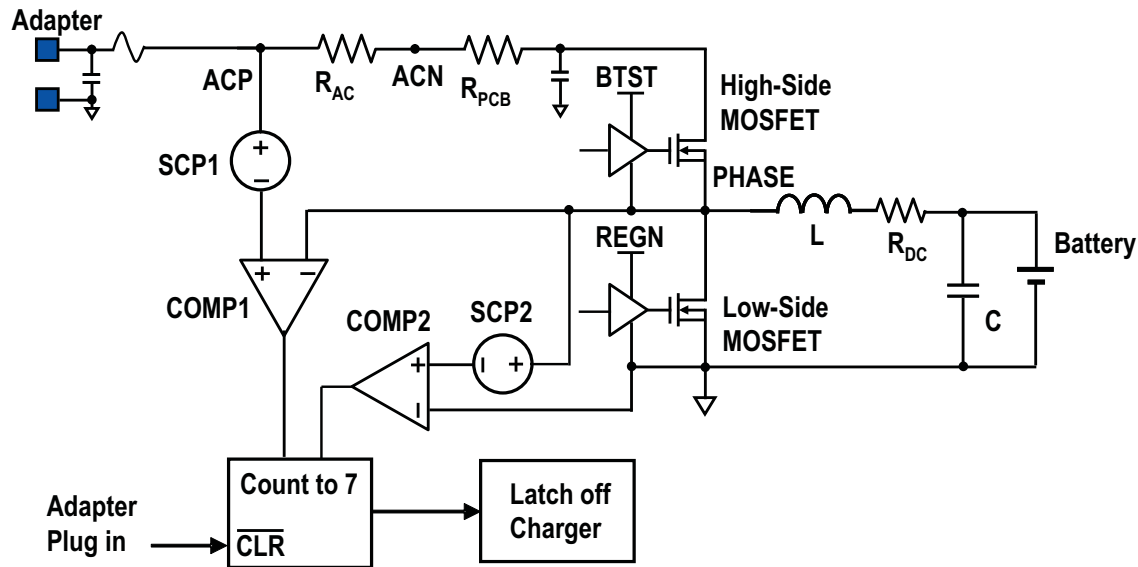 Adapter
ACP
R_AC
ACN
R_PCB
BTST
High-Side
MOSFET
SCP1
+
−
PHASE
REGN
L
R_DC
Battery
+ −
COMP1
COMP2
SCP2
Low-Side
MOSFET
C
+
−
− +
Count to 7
CLR
Latch off
Charger
Adapter
Plug in